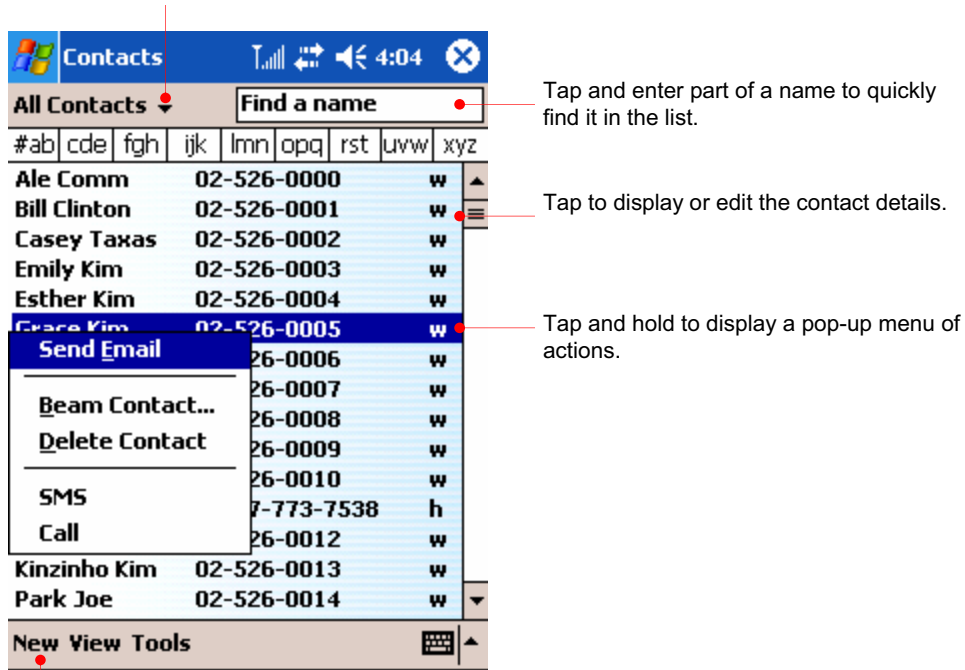 Contacts 4:04
All Contacts Find a name
Tap and enter part of a name to quickly
find it in the list.
#ab cde fgh ijk lmn opq rst uvw xyz
Ale Comm 02-526-0000 w
Bill Clinton 02-526-0001 w
Tap to display or edit the contact details.
Casey Taxas 02-526-0002 w
Emily Kim 02-526-0003 w
Esther Kim 02-526-0004 w
Grace Kim 02-526-0005 w
Tap and hold to display a pop-up menu of
actions.
Send Email
Beam Contact...
Delete Contact
SMS
Call
26-0006 w
26-0007 w
26-0008 w
26-0009 w
26-0010 w
7-773-7538 h
26-0012 w
Kinzinho Kim 02-526-0013 w
Park Joe 02-526-0014 w
New View Tools